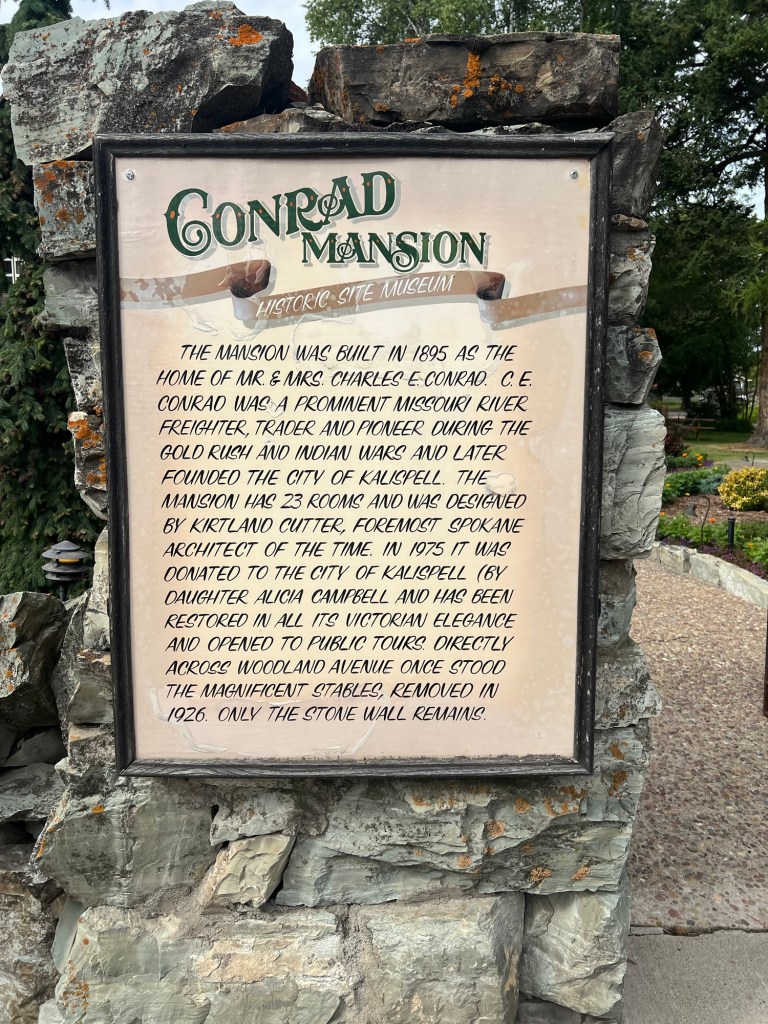 CONRAD
MANSION
HISTORIC SITE MUSEUM
THE MANSION WAS BUILT IN 1895 AS THE
HOME OF MR. & MRS. CHARLES E. CONRAD. C. E.
CONRAD WAS A PROMINENT MISSOURI RIVER
FREIGHTER, TRADER AND PIONEER DURING THE
GOLD RUSH AND INDIAN WARS AND LATER
FOUNDED THE CITY OF KALISPELL. THE
MANSION HAS 23 ROOMS AND WAS DESIGNED
BY KIRTLAND CUTTER, FOREMOST SPOKANE
ARCHITECT OF THE TIME. IN 1975 IT WAS
DONATED TO THE CITY OF KALISPELL (BY
DAUGHTER ALICIA CAMPBELL AND HAS BEEN
RESTORED IN ALL ITS VICTORIAN ELEGANCE
AND OPENED TO PUBLIC TOURS. DIRECTLY
ACROSS WOODLAND AVENUE ONCE STOOD
THE MAGNIFICENT STABLES, REMOVED IN
1926. ONLY THE STONE WALL REMAINS.